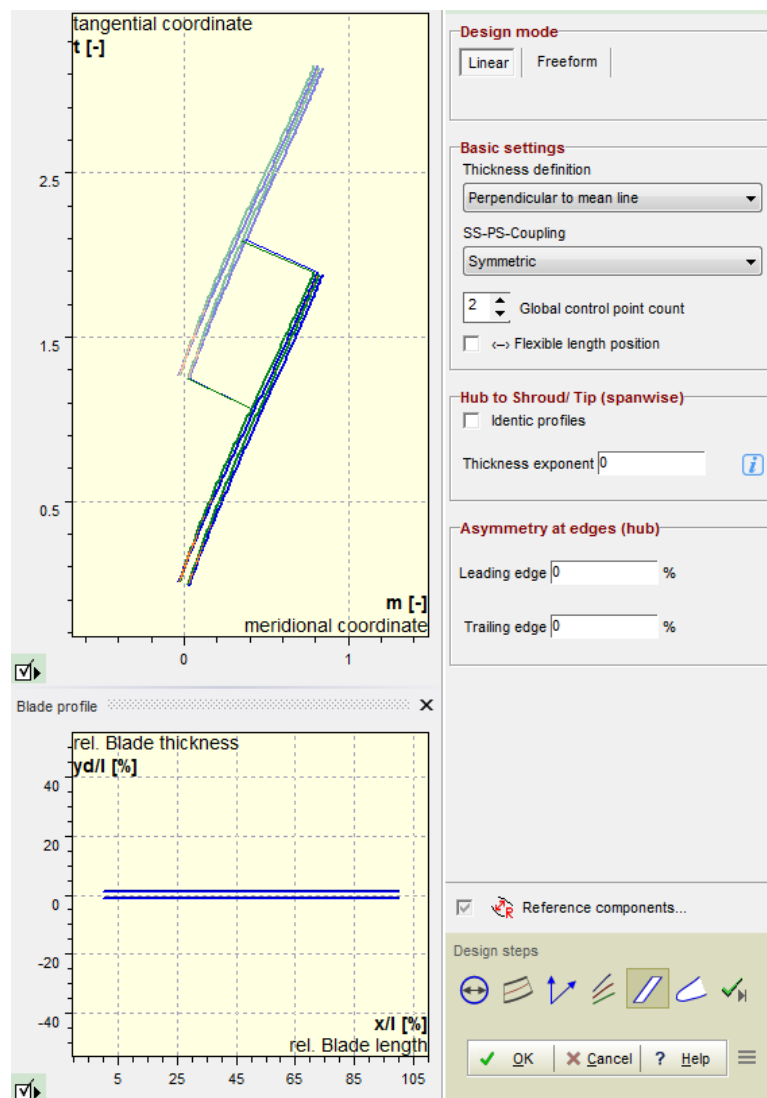 tangential coordinate
t [-]
2.5
1.5
0.5
m [-]
meridional coordinate
0
1
Blade profile
rel. Blade thickness
yd/l [%]
40
20
0
-20
-40
x/l [%]
rel. Blade length
5 25 45 65 85 105
Design mode
Linear
Freeform
Basic settings
Thickness definition
Perpendicular to mean line
SS-PS-Coupling
Symmetric
2 Global control point count
<--> Flexible length position
Hub to Shroud/ Tip (spanwise)
Identic profiles
Thickness exponent 0
i
Asymmetry at edges (hub)
Leading edge 0 %
Trailing edge 0 %
R Reference components...
Design steps
OK
Cancel
? Help